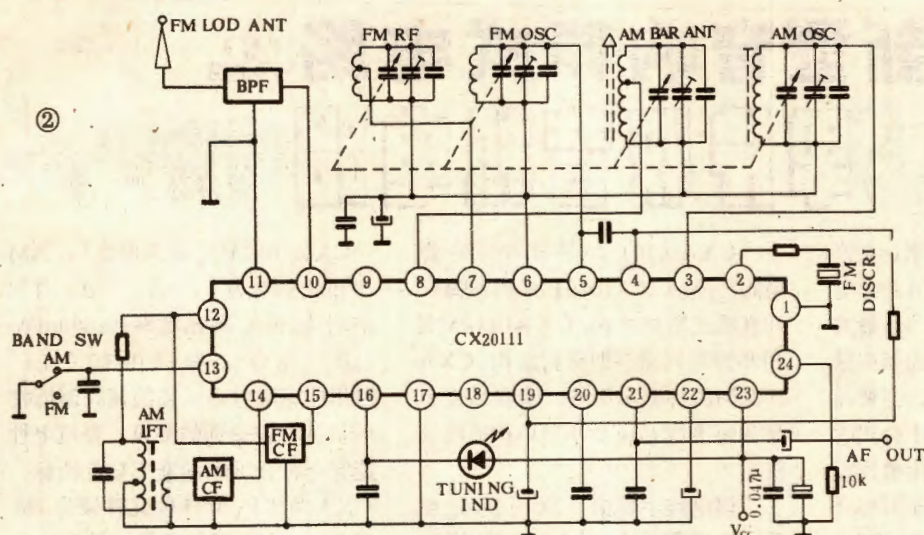 ②
FM LOD ANT
BPF
FM RF
FM OSC
AM BAR ANT
AM OSC
11
10
9
8
7
6
5
4
3
2
FM
DISCRI
12
1
CX20111
BAND SW
AM
13
FM
24
14
15
16
17
18
19
20
21
22
23
AM
IFT
AM
CF
FM
CF
TUNING
IND
0.047μ
10k
AF OUT